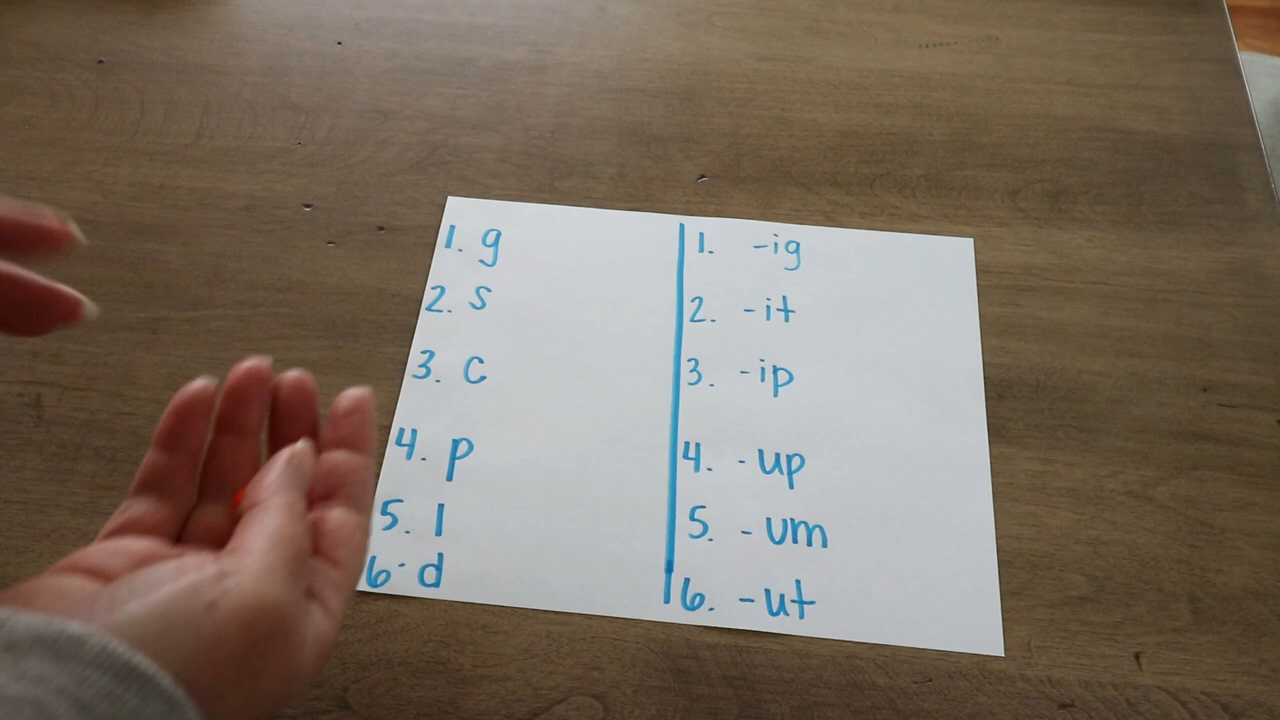 1. g
2. s
3. c
4. p
5. l
6. d
1. -ig
2. -it
3. -ip
4. -up
5. -um
6. -ut